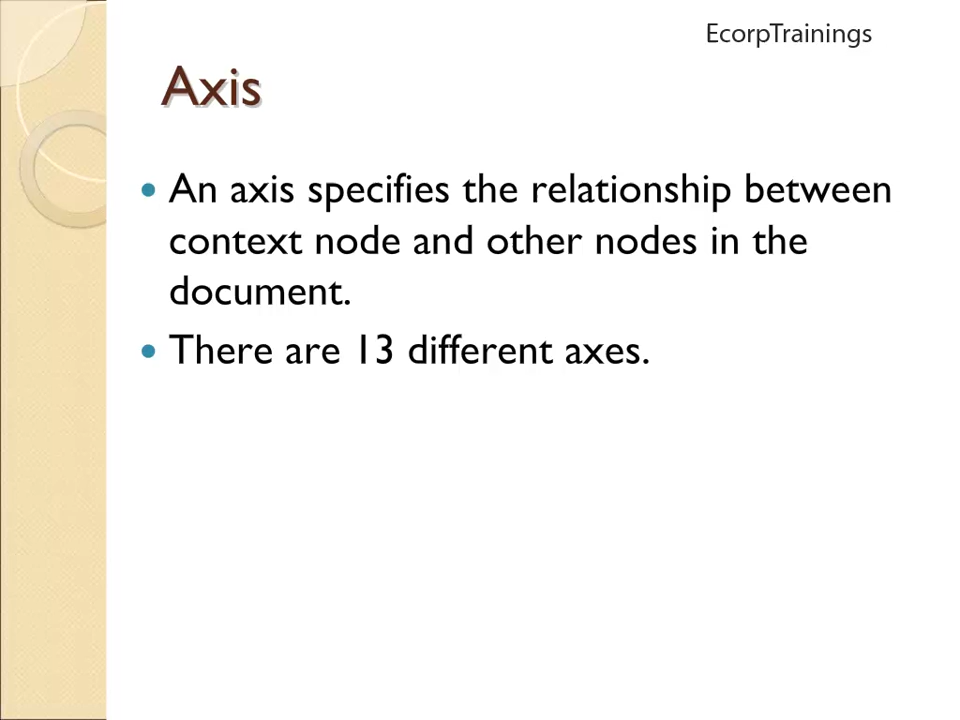 EcorpTrainings
Axis
• An axis specifies the relationship between
context node and other nodes in the
document.
• There are 13 different axes.